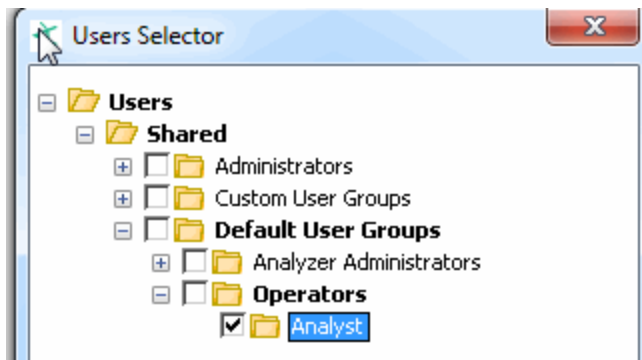 Users Selector
Users
Shared
Administrators
Custom User Groups
Default User Groups
Analyzer Administrators
Operators
Analyst